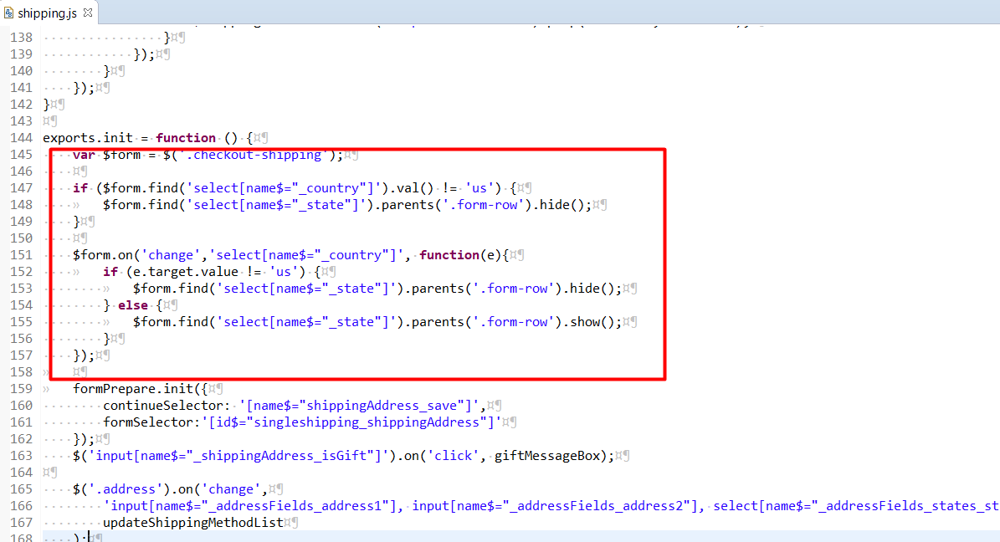 shipping.js
138 }
139 });
140 }
141 });
142 }
143
144 exports.init = function () {
145 var $form = $('.checkout-shipping');
146
147 if ($form.find('select[name$="_country"]').val() != 'us') {
148 $form.find('select[name$="_state"]').parents('.form-row').hide();
149 }
150
151 $form.on('change','select[name$="_country"]', function(e){
152 if (e.target.value != 'us') {
153 $form.find('select[name$="_state"]').parents('.form-row').hide();
154 } else {
155 $form.find('select[name$="_state"]').parents('.form-row').show();
156 }
157 });
158
159 formPrepare.init({
160 continueSelector: '[name$="shippingAddress_save"]',
161 formSelector:'[id$="singleshipping_shippingAddress"]'
162 });
163 $('input[name$="_shippingAddress_isGift"]').on('click', giftMessageBox);
164
165 $('.address').on('change',
166 'input[name$="_addressFields_address1"], input[name$="_addressFields_address2"], select[name$="_addressFields_states_st
167 updateShippingMethodList
168 );